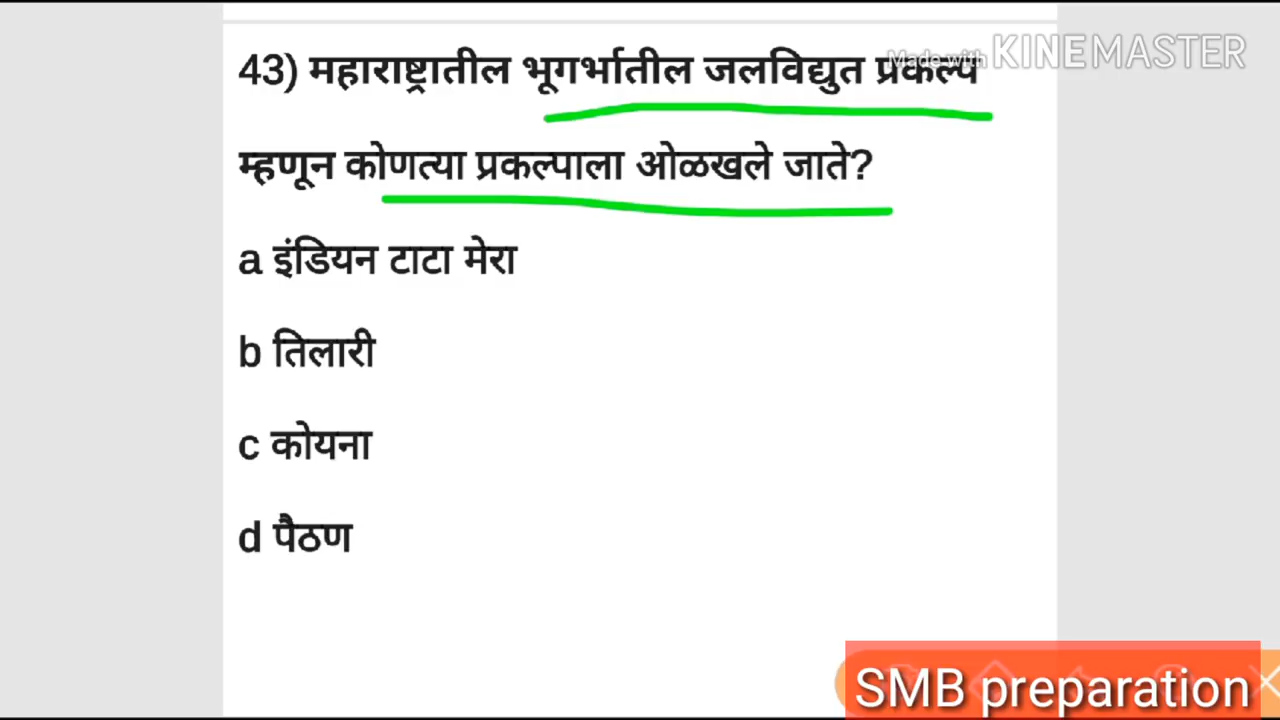 Made with KINEMASTER
43) महाराष्ट्रातील भूगर्भातील जलविद्युत प्रकल्प
म्हणून कोणत्या प्रकल्पाला ओळखले जाते?
a इंडियन टाटा मेरा
b तिलारी
c कोयना
d पैठण
SMB preparation